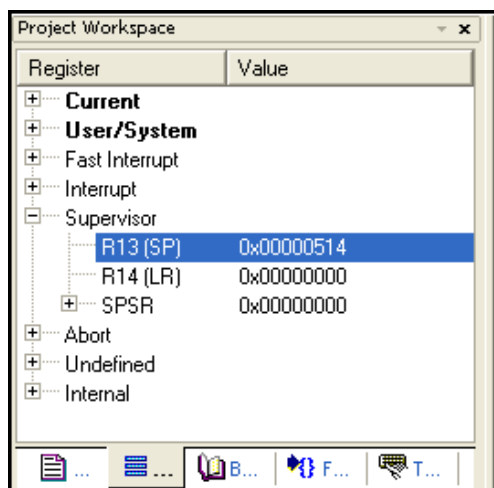 Project Workspace
Register Value
Current
User/System
Fast Interrupt
Interrupt
Supervisor
R13 (SP) 0x00000514
R14 (LR) 0x00000000
SPSR 0x00000000
Abort
Undefined
Internal
... ... B... F... T...